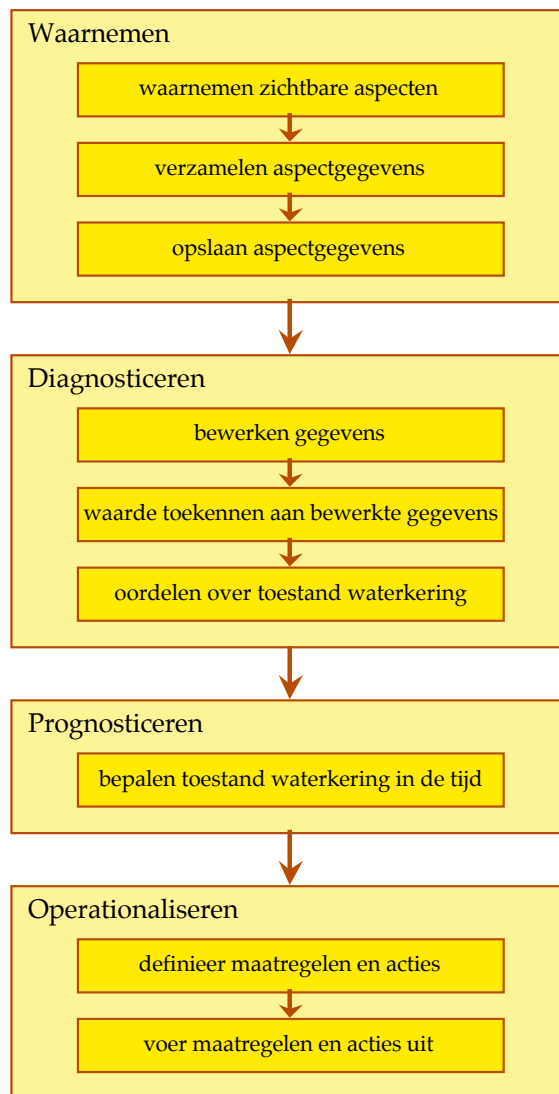 Waarnemen
waarnemen zichtbare aspecten
verzamelen aspectgegevens
opslaan aspectgegevens
Diagnosticeren
bewerken gegevens
waarde toekennen aan bewerkte gegevens
oordelen over toestand waterkering
Prognosticeren
bepalen toestand waterkering in de tijd
Operationaliseren
definieer maatregelen en acties
voer maatregelen en acties uit